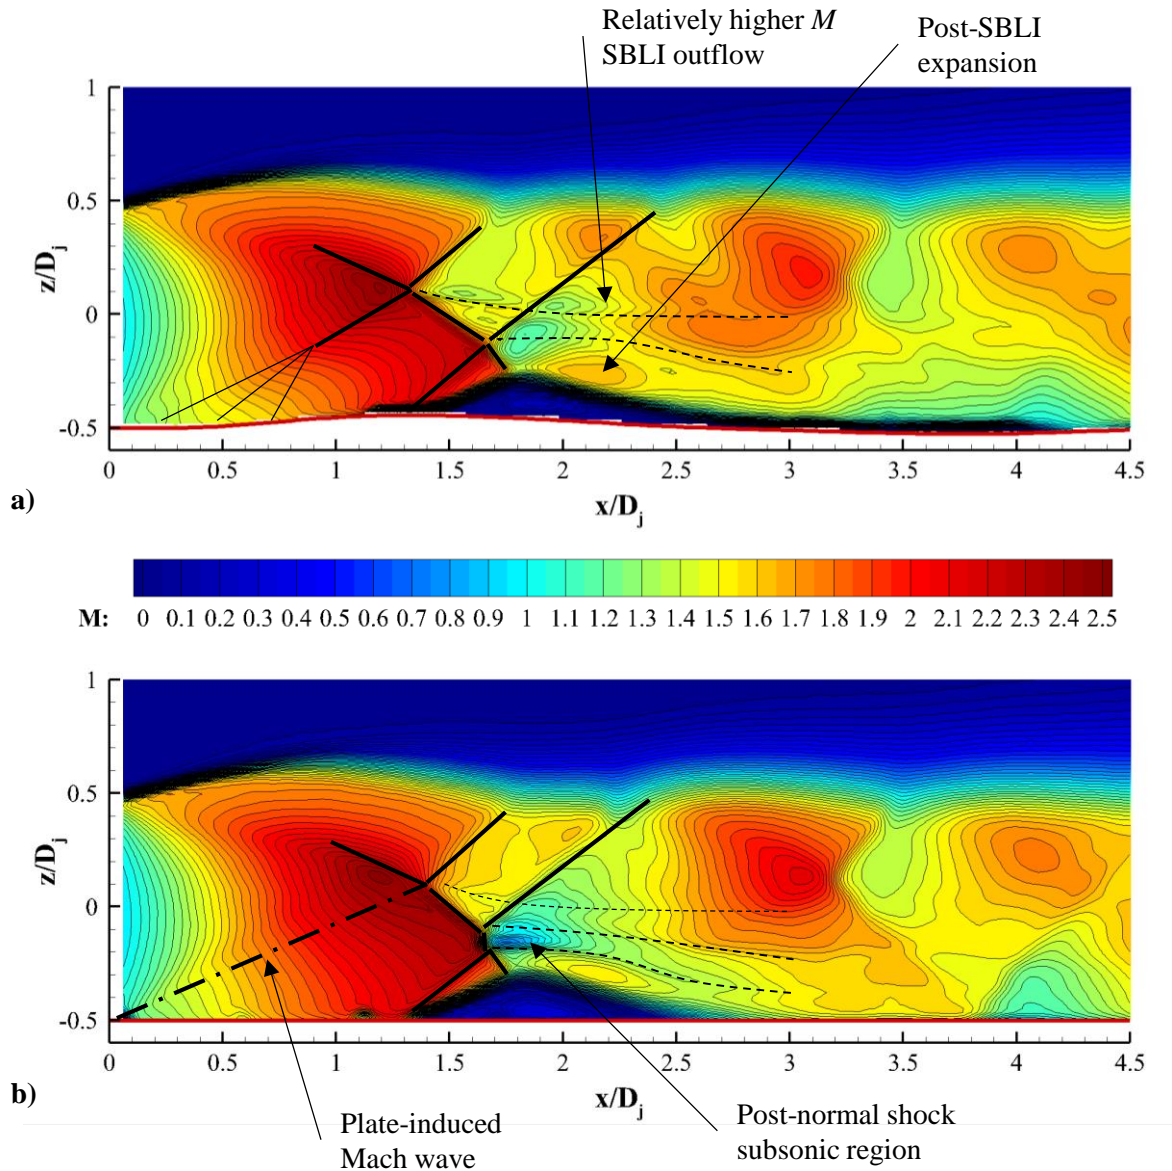 Relatively higher M
SBLI outflow
Post-SBLI
expansion
1
0.5
0
-0.5
z/Dj
0 0.5 1 1.5 2 2.5 3 3.5 4 4.5
x/Dj
a)
M: 0 0.1 0.2 0.3 0.4 0.5 0.6 0.7 0.8 0.9 1 1.1 1.2 1.3 1.4 1.5 1.6 1.7 1.8 1.9 2 2.1 2.2 2.3 2.4 2.5
1
0.5
0
-0.5
z/Dj
0 0.5 1 1.5 2 2.5 3 3.5 4 4.5
x/Dj
b)
Plate-induced
Mach wave
Post-normal shock
subsonic region